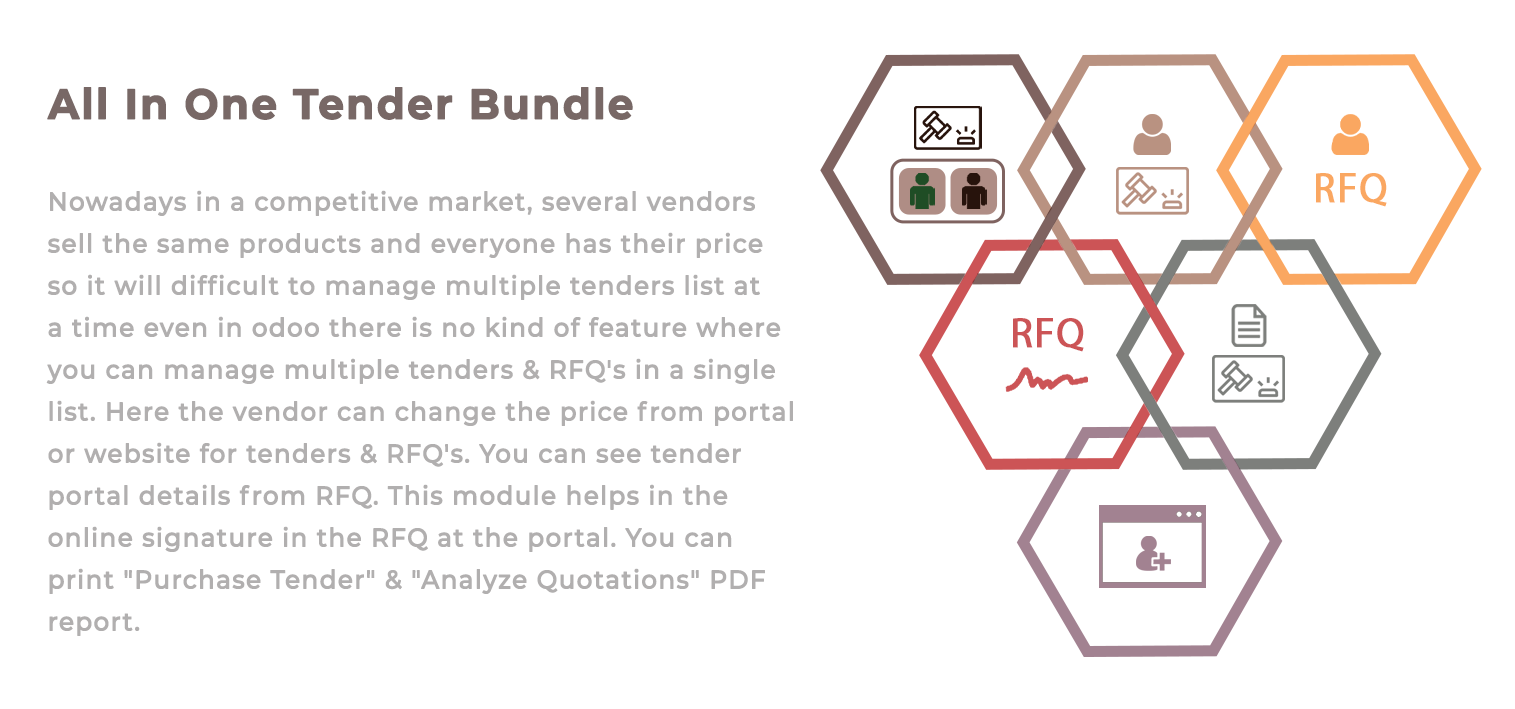 All In One Tender Bundle
Nowadays in a competitive market, several vendors
sell the same products and everyone has their price
so it will difficult to manage multiple tenders list at
a time even in odoo there is no kind of feature where
you can manage multiple tenders & RFQ's in a single
list. Here the vendor can change the price from portal
or website for tenders & RFQ's. You can see tender
portal details from RFQ. This module helps in the
online signature in the RFQ at the portal. You can
print "Purchase Tender" & "Analyze Quotations" PDF
report.
RFQ
RFQ